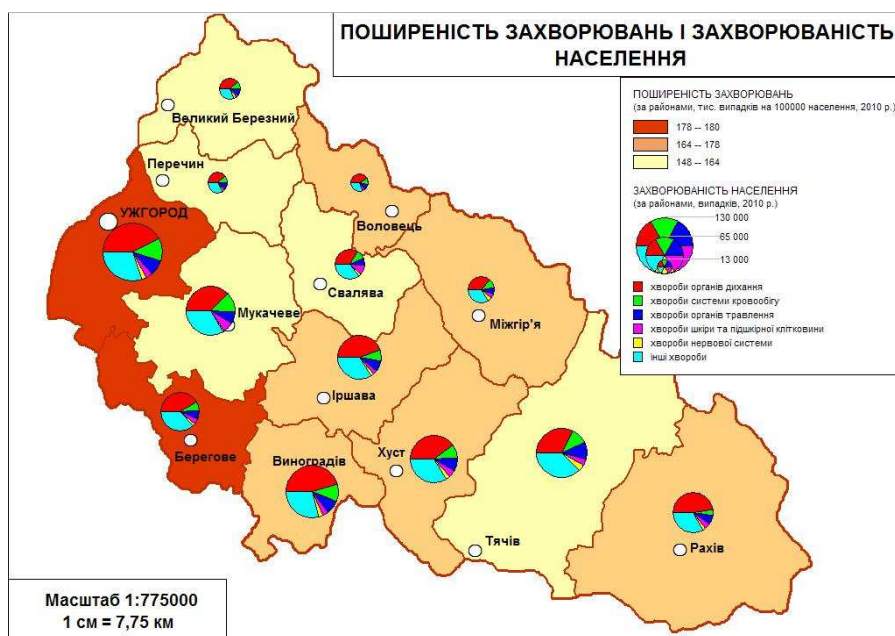 ПОШИРЕНІСТЬ ЗАХВОРЮВАНЬ І ЗАХВОРЮВАНІСТЬ
НАСЕЛЕННЯ
ПОШИРЕНІСТЬ ЗАХВОРЮВАНЬ
(за районами, тис. випадків на 100000 населення, 2010 р.)
178 -- 180
164 -- 178
148 -- 164
ЗАХВОРЮВАНІСТЬ НАСЕЛЕННЯ
(за районами, випадків, 2010 р.)
130 000
65 000
13 000
хвороби органів дихання
хвороби системи кровообігу
хвороби органів травлення
хвороби шкіри та підшкірної клітковини
хвороби нервової системи
інші хвороби
Великий Березний
Перечин
УЖГОРОД
Воловець
Свалява
Мукачеве
Міжгір'я
Іршава
Берегове
Виноградів
Хуст
Тячів
Рахів
Масштаб 1:775000
1 см = 7,75 км